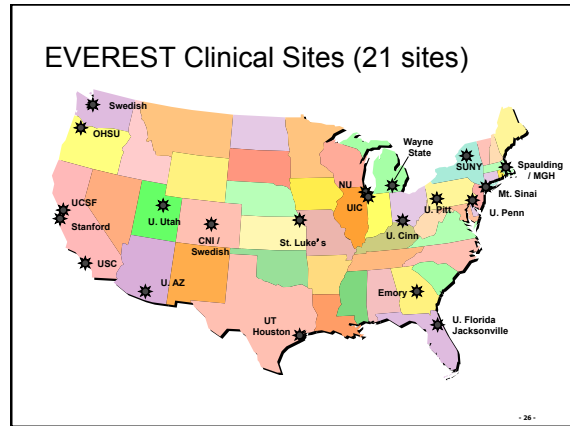 EVEREST Clinical Sites (21 sites)
Swedish
OHSU
Wayne
State
SUNY
Spaulding
/ MGH
NU
UIC
Mt. Sinai
UCSF
Stanford
U. Utah
CNI /
Swedish
St. Luke’s
U. Cinn
U. Pitt
U. Penn
USC
U. AZ
Emory
UT
Houston
U. Florida
Jacksonville
- 26 -